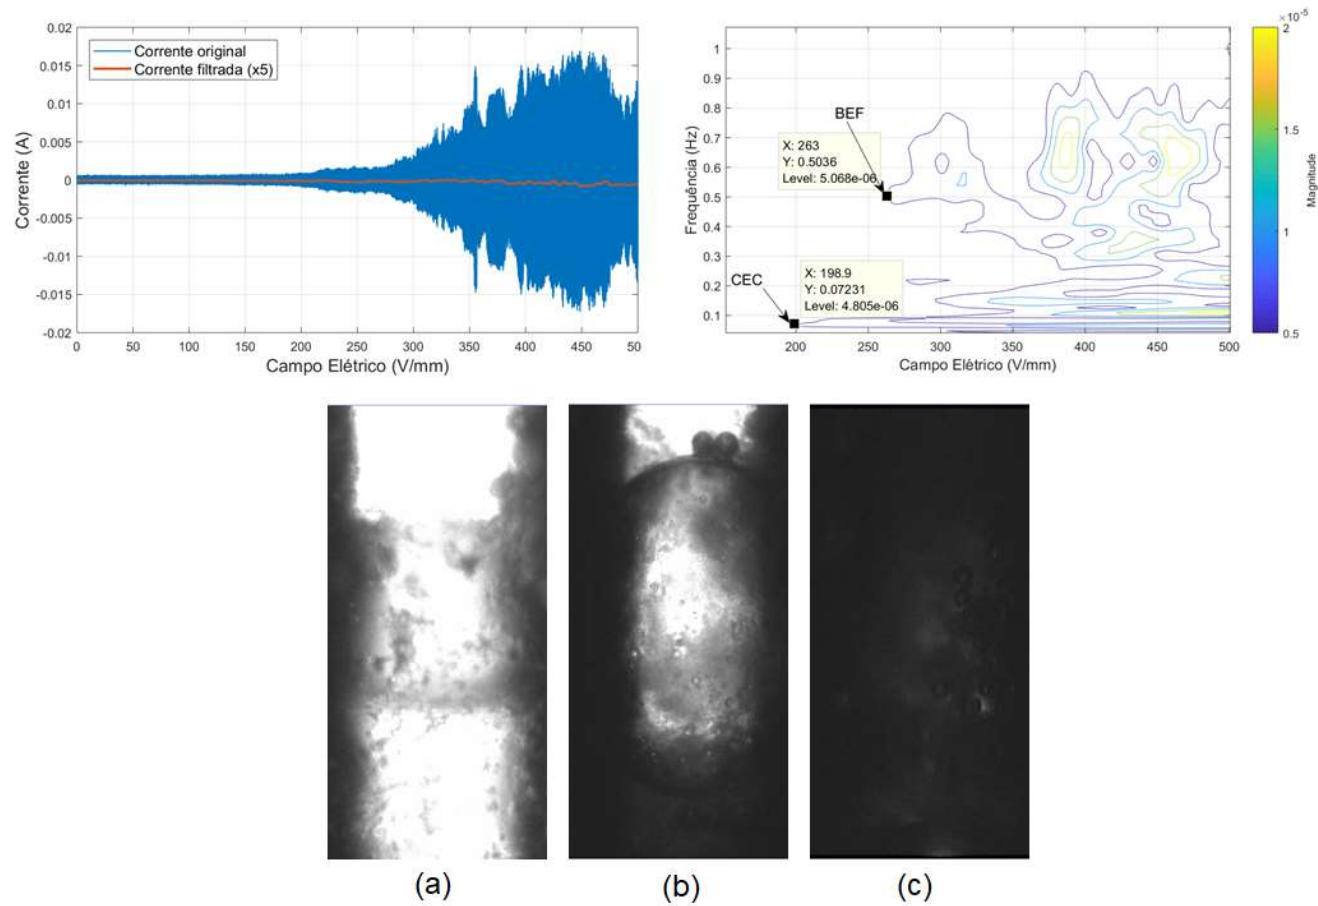 0.02
0.015
0.01
0.005
0
-0.005
-0.01
-0.015
-0.02
Corrente (A)
Corrente original
Corrente filtrada (x5)
0 50 100 150 200 250 300 350 400 450 500
Campo Elétrico (V/mm)
1
0.9
0.8
0.7
0.6
0.5
0.4
0.3
0.2
0.1
Frequência (Hz)
BEF
X: 263
Y: 0.5036
Level: 5.068e-06
CEC
X: 198.9
Y: 0.07231
Level: 4.805e-06
200 250 300 350 400 450 500
Campo Elétrico (V/mm)
×10-5
2
1.5
1
0.5
Magnitude
(a) (b) (c)